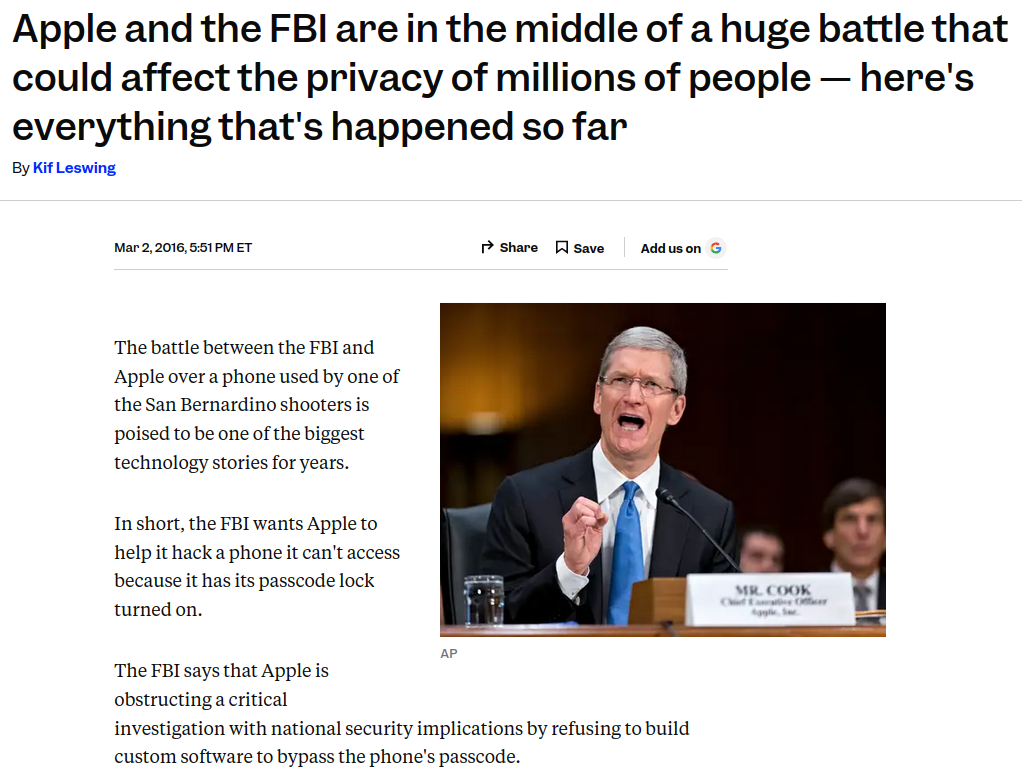 Apple and the FBI are in the middle of a huge battle that
could affect the privacy of millions of people — here's
everything that's happened so far
By Kif Leswing
Mar 2, 2016, 5:51 PM ET
Share
Save
Add us on
The battle between the FBI and
Apple over a phone used by one of
the San Bernardino shooters is
poised to be one of the biggest
technology stories for years.
In short, the FBI wants Apple to
help it hack a phone it can't access
because it has its passcode lock
turned on.
MR. COOK
Chief Executive Officer
Apple, Inc.
AP
The FBI says that Apple is
obstructing a critical
investigation with national security implications by refusing to build
custom software to bypass the phone's passcode.